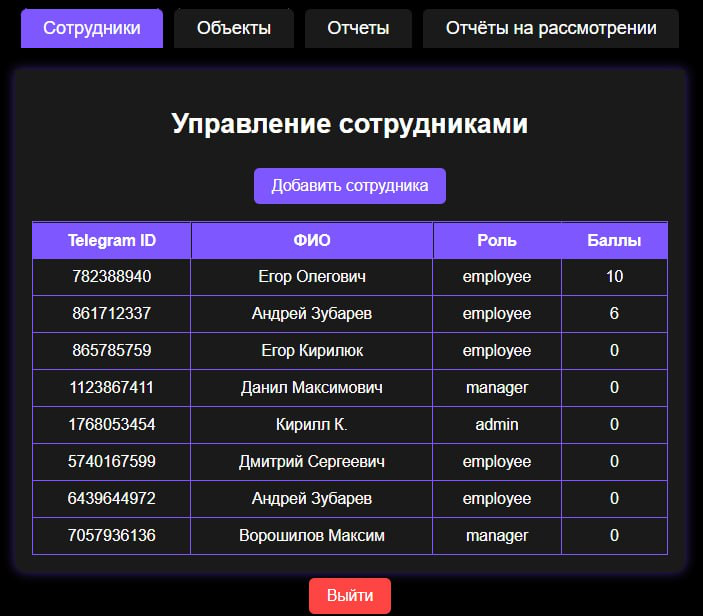 Сотрудники Объекты Отчеты Отчёты на рассмотрении
Управление сотрудниками
Добавить сотрудника
Telegram ID ФИО Роль Баллы
782388940 Егор Олегович employee 10
861712337 Андрей Зубарев employee 6
865785759 Егор Кирилюк employee 0
1123867411 Данил Максимович manager 0
1768053454 Кирилл К. admin 0
5740167599 Дмитрий Сергеевич employee 0
6439644972 Андрей Зубарев employee 0
7057936136 Ворошилов Максим manager 0
Выйти